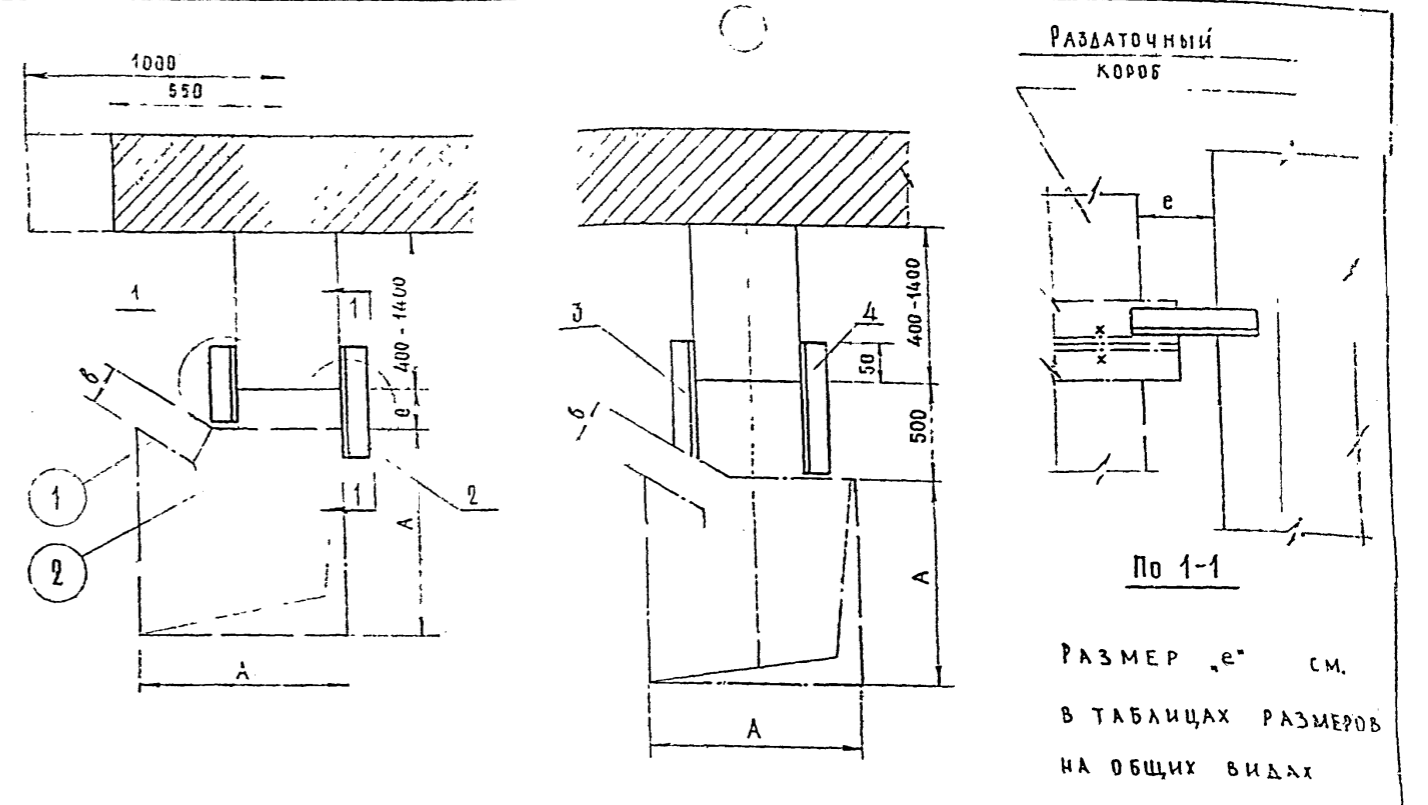 1000
550
400-1400
1
1
1
в
е
А
А
2
1
2
3
4
50
400-1400
500
в
А
А
Раздаточный
короб
е
х
х
По 1-1
Размер „е“ см.
в таблицах размеров
на общих видах